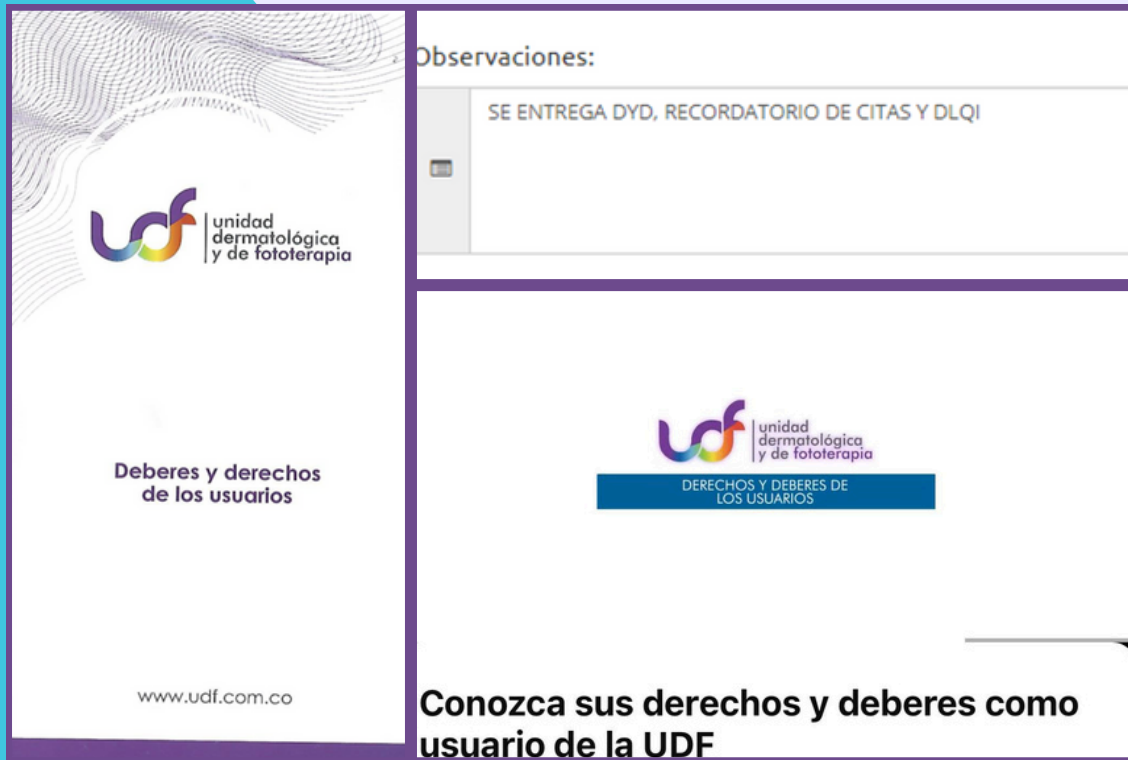 udf
unidad
dermatológica
y de fototerapia
Deberes y derechos
de los usuarios
www.udf.com.co
Observaciones:
SE ENTREGA DYD, RECORDATORIO DE CITAS Y DLQI
udf
unidad
dermatológica
y de fototerapia
DERECHOS Y DEBERES DE
LOS USUARIOS
Conozca sus derechos y deberes como
usuario de la UDF